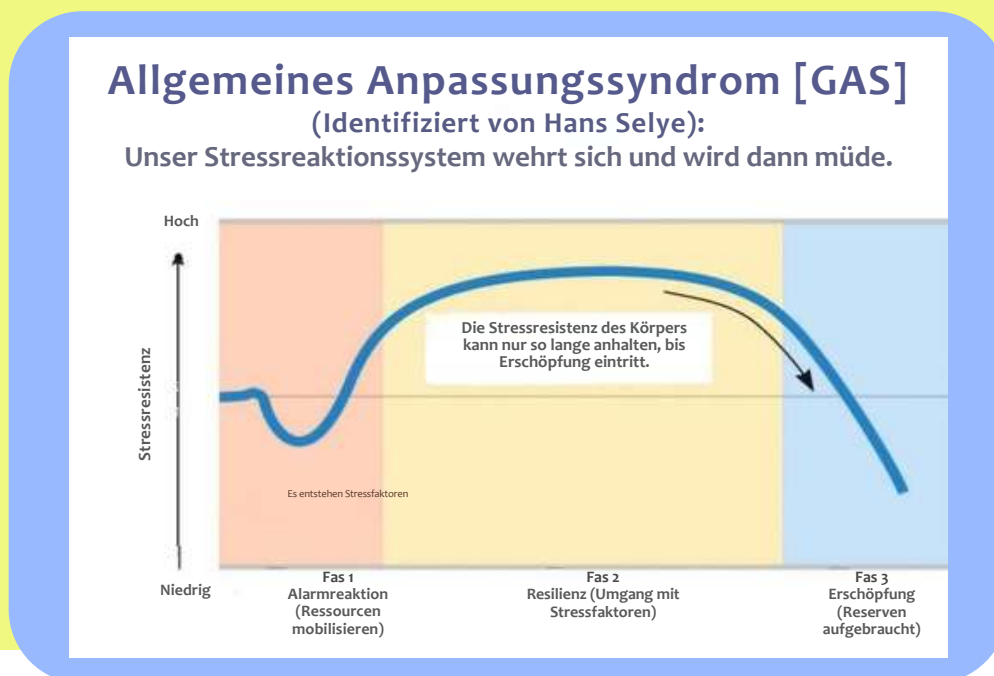 Allgemeines Anpassungssyndrom [GAS]
(Identifiziert von Hans Selye):
Unser Stressreaktionssystem wehrt sich und wird dann müde.
Hoch
Stressresistenz
Die Stressresistenz des Körpers
kann nur so lange anhalten, bis
Erschöpfung eintritt.
Es entstehen Stressfaktoren
Niedrig
Fas 1
Alarmreaktion
(Ressourcen
mobilisieren)
Fas 2
Resilienz (Umgang mit
Stressfaktoren)
Fas 3
Erschöpfung
(Reserven
aufgebraucht)